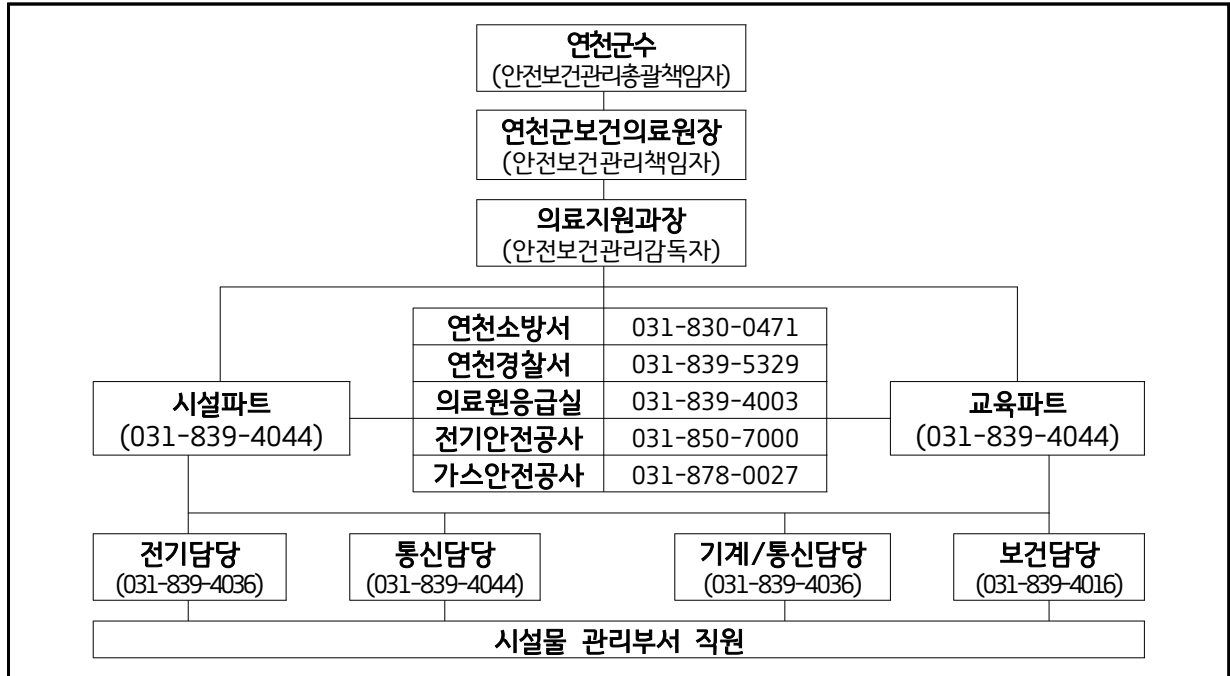 연천군수
(안전보건관리총괄책임자)
연천군보건의료원장
(안전보건관리책임자)
의료지원과장
(안전보건관리감독자)
연천소방서 031-830-0471
연천경찰서 031-839-5329
의료원응급실 031-839-4003
전기안전공사 031-850-7000
가스안전공사 031-878-0027
시설파트
(031-839-4044)
교육파트
(031-839-4044)
전기담당
(031-839-4036)
통신담당
(031-839-4044)
기계/통신담당
(031-839-4036)
보건담당
(031-839-4016)
시설물 관리부서 직원